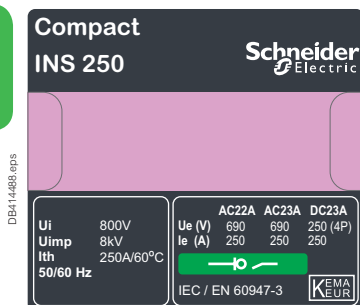 Compact
INS 250
Schneider
Electric
DB414488.eps
Ui 800V
Uimp 8kV
Ith 250A/60°C
50/60 Hz
AC22A AC23A DC23A
Ue (V) 690 690 250 (4P)
Ie (A) 250 250 250
IEC / EN 60947-3
KEMA
KEUR